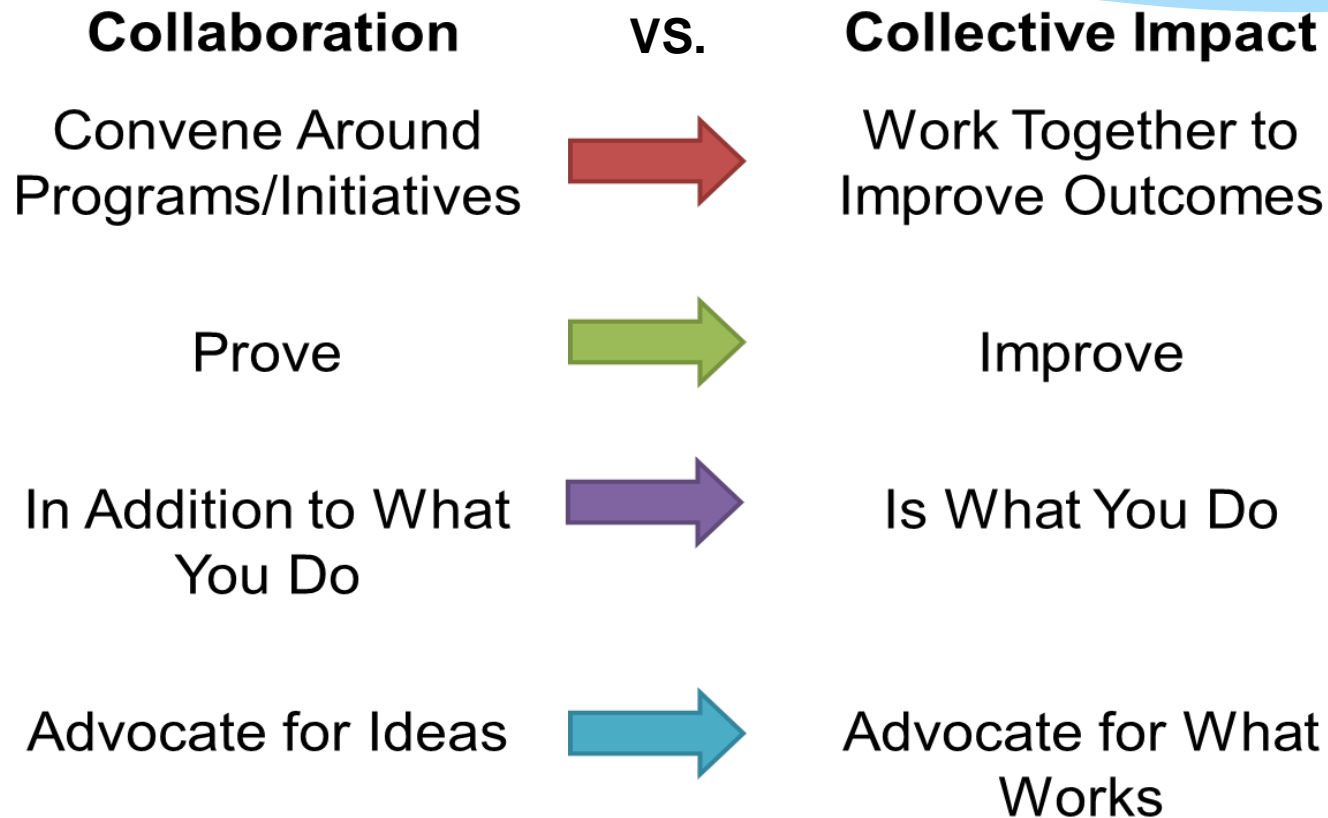 Collaboration vs. Collective Impact
Convene Around
Programs/Initiatives
Work Together to
Improve Outcomes
Prove
Improve
In Addition to What
You Do
Is What You Do
Advocate for Ideas
Advocate for What
Works